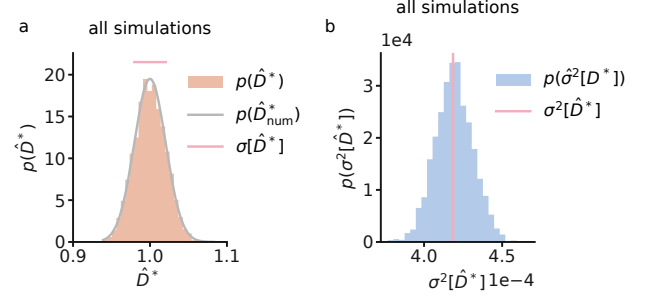 a
all simulations
20
15
10
5
0
0.9
1.0
1.1
p(D̂*)
D̂*
p(D̂*)
p(D̂*num)
σ[D̂*]
b
all simulations
1e4
3
2
1
0
4.0
4.5
p(σ²[D̂*])
σ²[D̂*] 1e−4
p(σ̂²[D*])
σ²[D̂*]